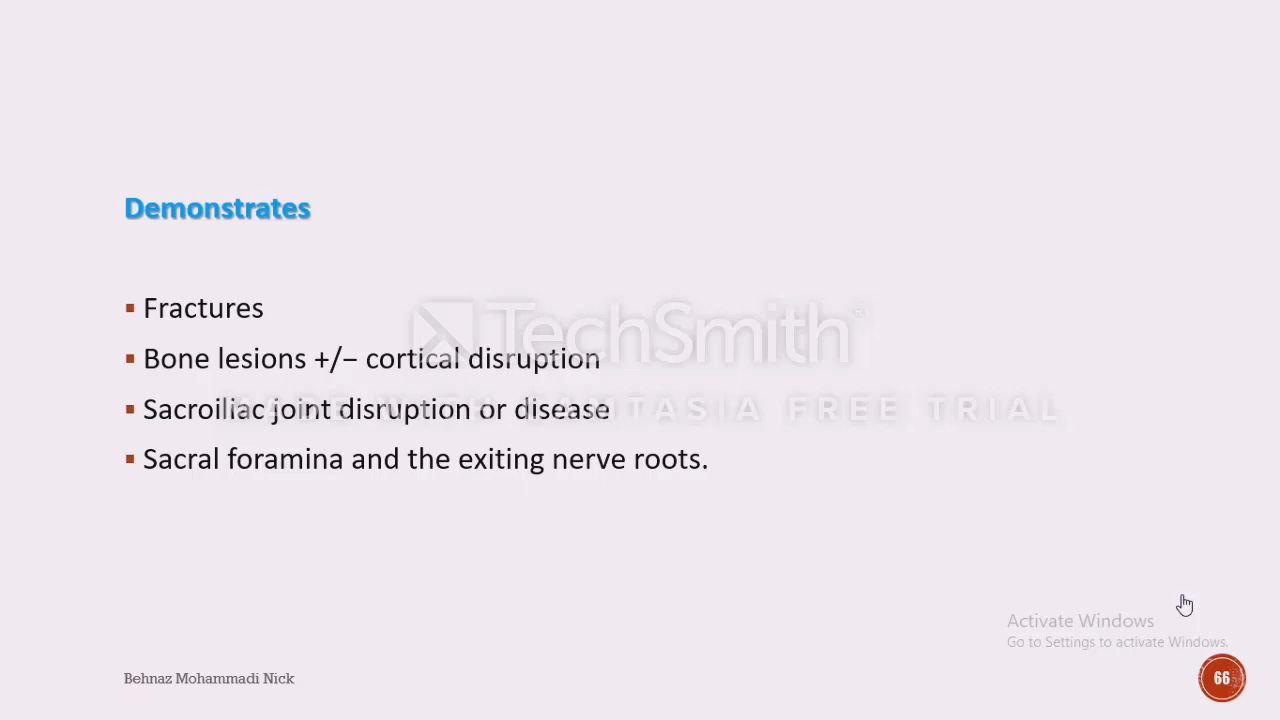 Demonstrates
▪ Fractures
▪ Bone lesions +/− cortical disruption
▪ Sacroiliac joint disruption or disease
▪ Sacral foramina and the exiting nerve roots.
TechSmith®
MADE WITH CAMTASIA FREE TRIAL
Activate Windows
Go to Settings to activate Windows.
Behnaz Mohammadi Nick
66